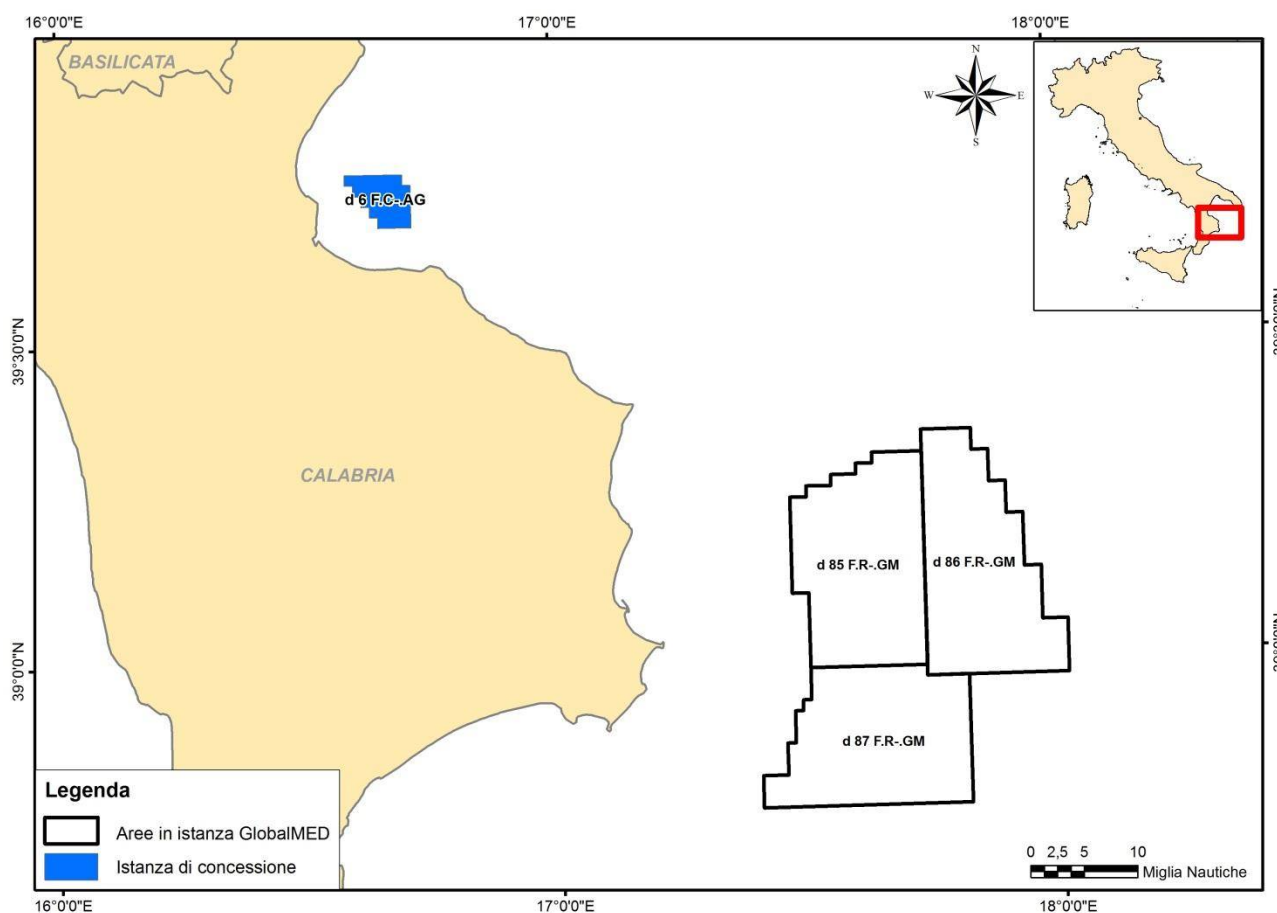 16°0'0"E
17°0'0"E
18°0'0"E
BASILICATA
N
W
E
S
d 6 F.C-.AG
39°30'0"N
CALABRIA
d 85 F.R-.GM
d 86 F.R-.GM
39°0'0"N
d 87 F.R-.GM
Legenda
Aree in istanza GlobalMED
Istanza di concessione
0 2,5 5 10
Miglia Nautiche
16°0'0"E
17°0'0"E
18°0'0"E